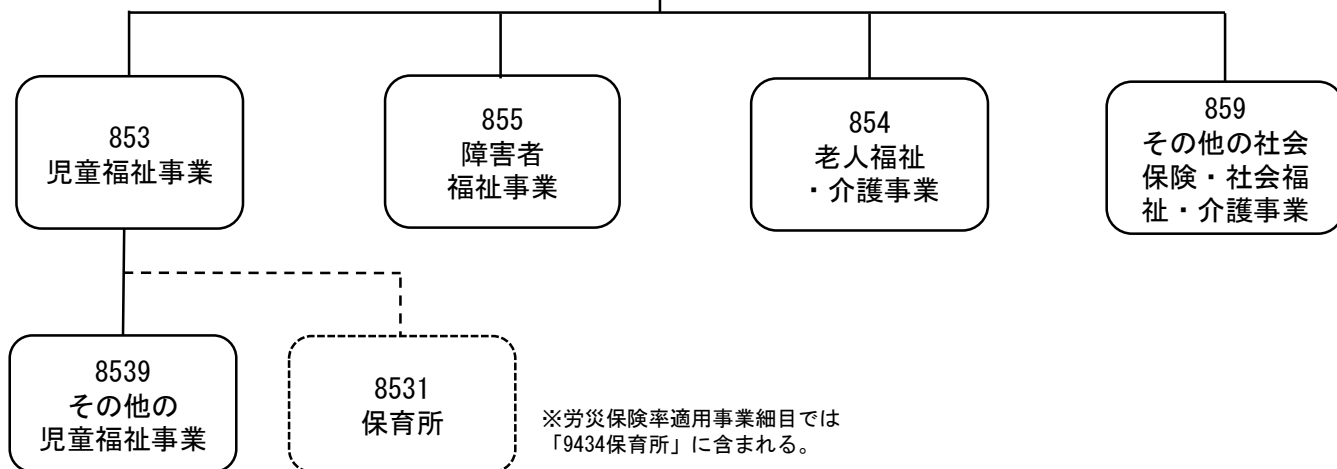 853
児童福祉事業
855
障害者
福祉事業
854
老人福祉
・介護事業
859
その他の社会
保険・社会福
祉・介護事業
8539
その他の
児童福祉事業
8531
保育所
※労災保険率適用事業細目では
「9434保育所」に含まれる。